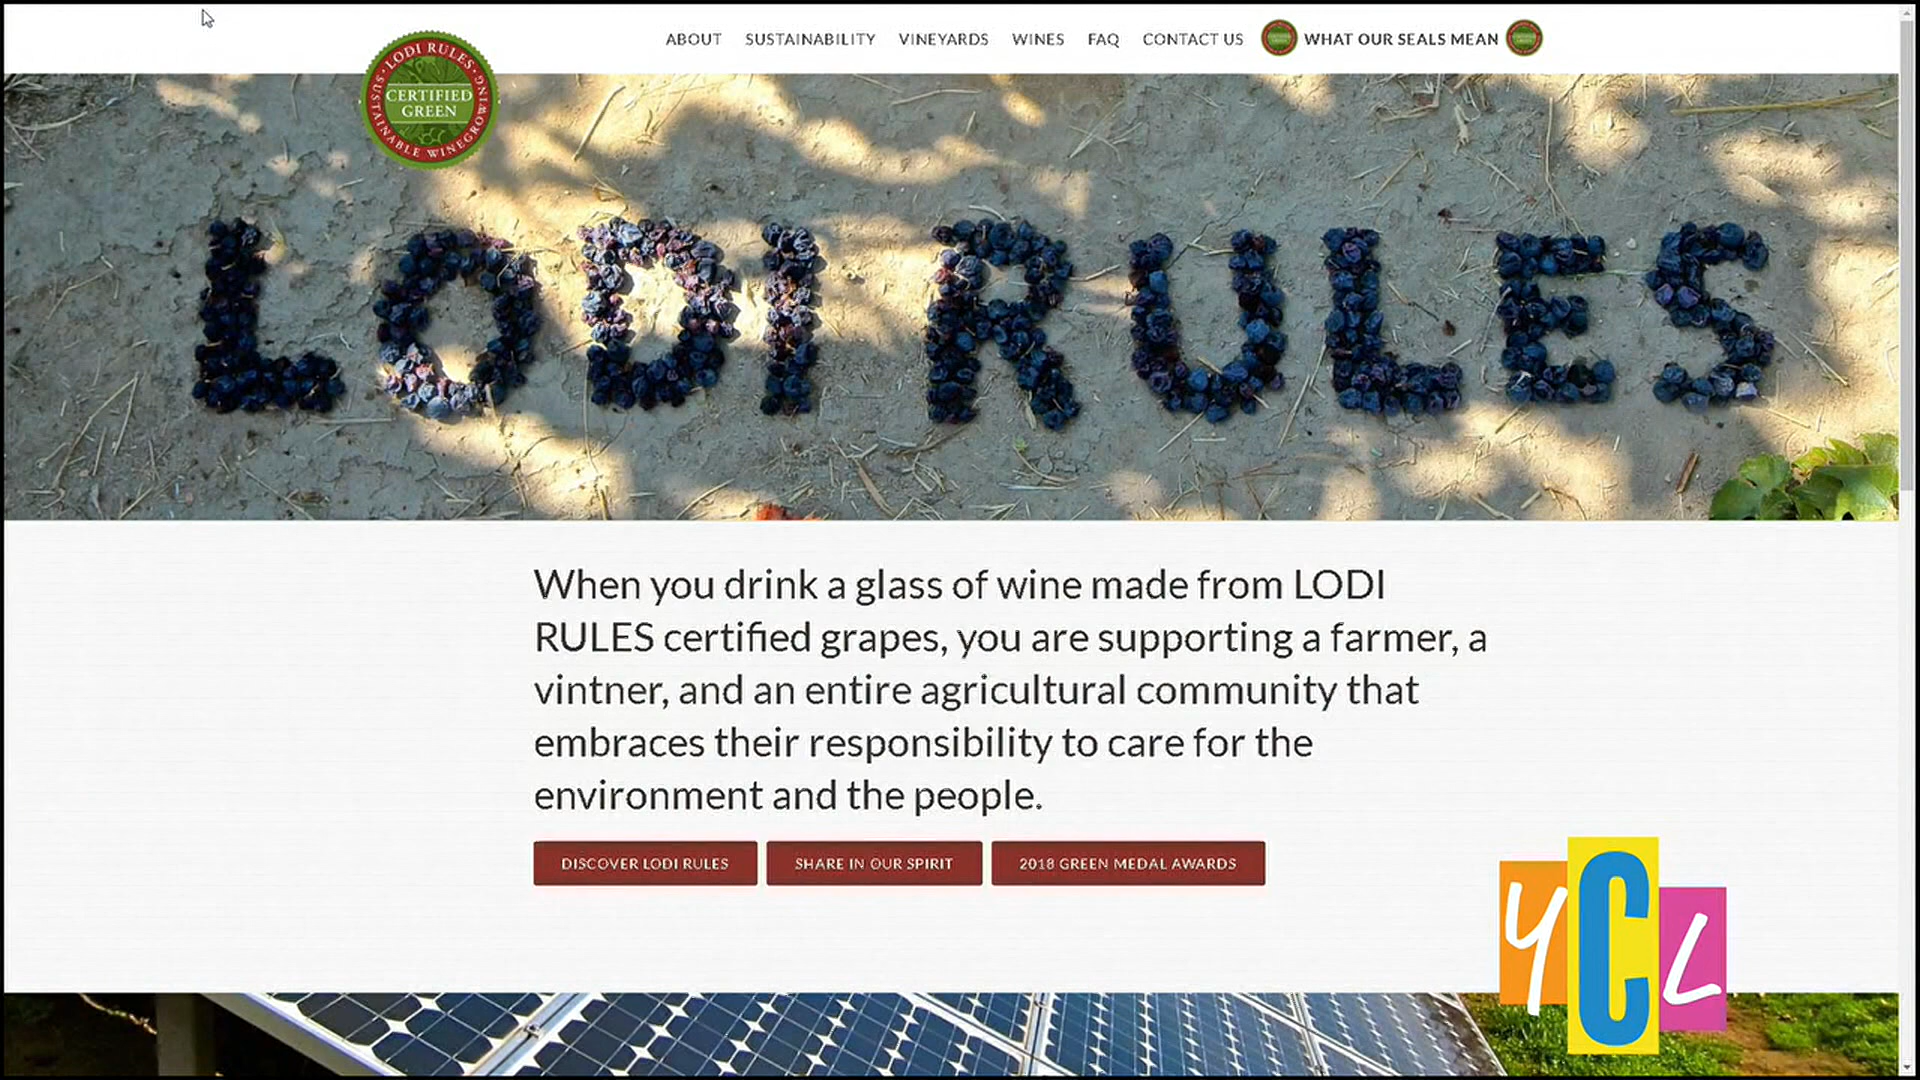 ABOUT SUSTAINABILITY VINEYARDS WINES FAQ CONTACT US WHAT OUR SEALS MEAN
LODI RULES
CERTIFIED
GREEN
SUSTAINABLE WINEGROWING
LODI RULES
When you drink a glass of wine made from LODI
RULES certified grapes, you are supporting a farmer, a
vintner, and an entire agricultural community that
embraces their responsibility to care for the
environment and the people.
DISCOVER LODI RULES SHARE IN OUR SPIRIT 2018 GREEN MEDAL AWARDS
YCL